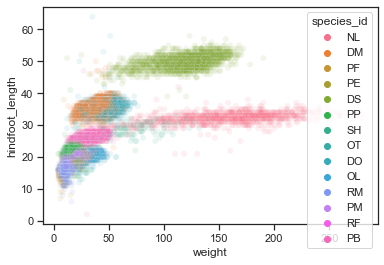 species_id
NL
DM
PF
PE
DS
PP
SH
OT
DO
OL
RM
PM
RF
PB
hindfoot_length
60
50
40
30
20
10
0
0
50
100
150
200
weight